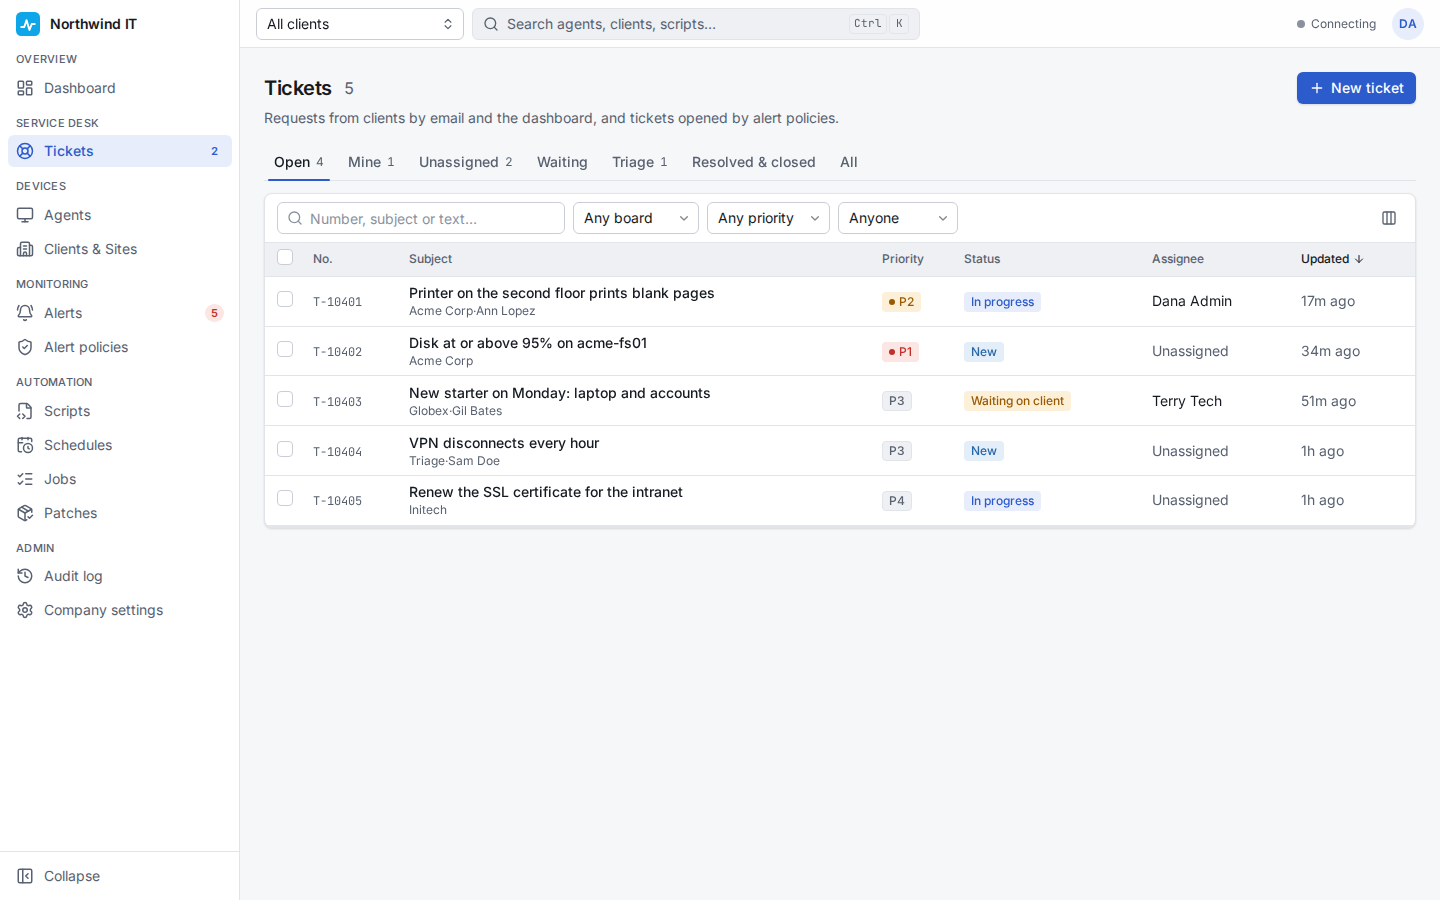 Northwind IT
All clients
Search agents, clients, scripts...
Ctrl K
Connecting
DA
OVERVIEW
Dashboard
SERVICE DESK
Tickets 2
DEVICES
Agents
Clients & Sites
MONITORING
Alerts 5
Alert policies
AUTOMATION
Scripts
Schedules
Jobs
Patches
ADMIN
Audit log
Company settings
Collapse
Tickets 5
New ticket
Requests from clients by email and the dashboard, and tickets opened by alert policies.
Open 4 Mine 1 Unassigned 2 Waiting Triage 1 Resolved & closed All
Number, subject or text... Any board Any priority Anyone
No. Subject Priority Status Assignee Updated ↓
T-10401 Printer on the second floor prints blank pages P2 In progress Dana Admin 17m ago
Acme Corp·Ann Lopez
T-10402 Disk at or above 95% on acme-fs01 P1 New Unassigned 34m ago
Acme Corp
T-10403 New starter on Monday: laptop and accounts P3 Waiting on client Terry Tech 51m ago
Globex·Gil Bates
T-10404 VPN disconnects every hour P3 New Unassigned 1h ago
Triage·Sam Doe
T-10405 Renew the SSL certificate for the intranet P4 In progress Unassigned 1h ago
Initech